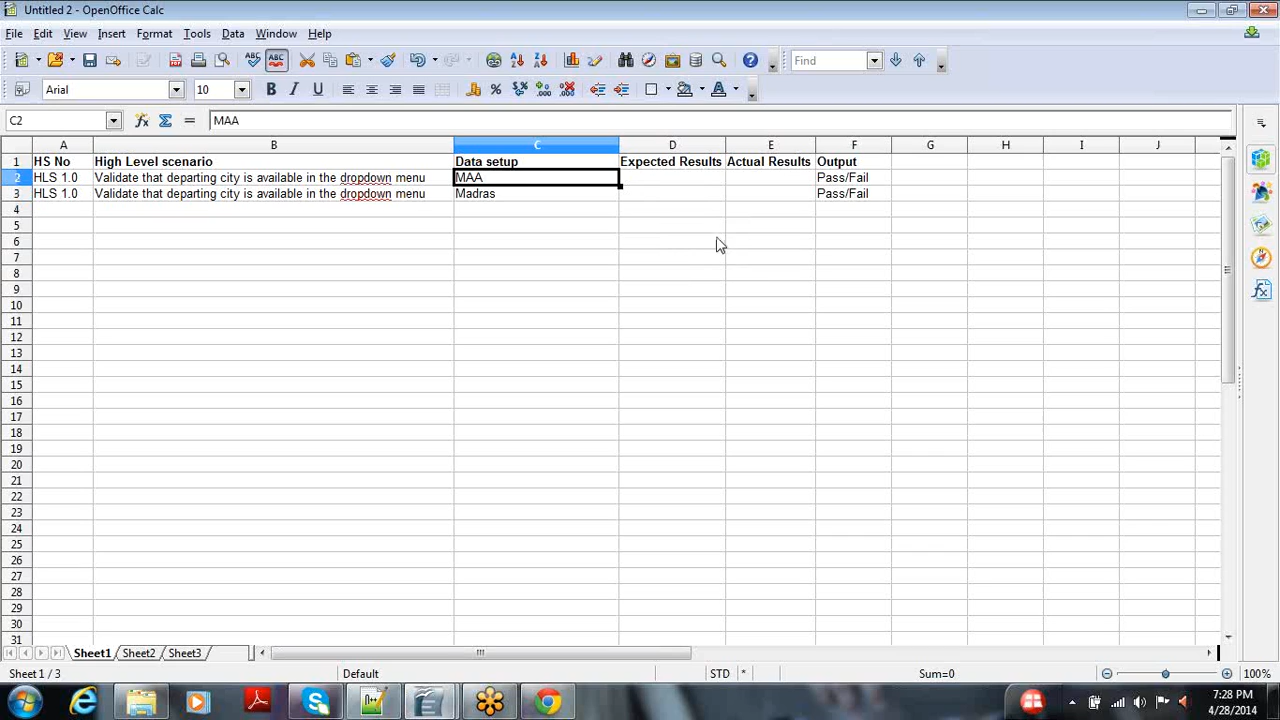 Untitled 2 - OpenOffice Calc
File Edit View Insert Format Tools Data Window Help
Find
Arial 10
C2 MAA
A B C D E F G H I J
1 HS No High Level scenario Data setup Expected Results Actual Results Output
2 HLS 1.0 Validate that departing city is available in the dropdown menu MAA Pass/Fail
3 HLS 1.0 Validate that departing city is available in the dropdown menu Madras Pass/Fail
4
5
6
7
8
9
10
11
12
13
14
15
16
17
18
19
20
21
22
23
24
25
26
27
28
29
30
31
Sheet1 Sheet2 Sheet3
Sheet 1 / 3 Default STD * Sum=0 100%
7:28 PM
4/28/2014